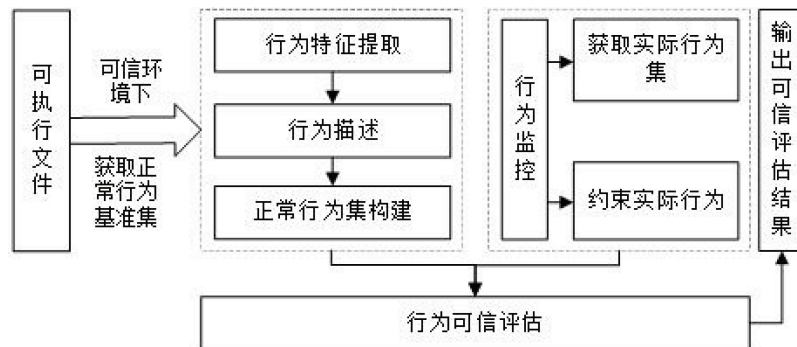 可执行文件
可信环
境下
获取正
常行为
基准集
行为特征提取
行为描述
正常行为集构建
行为监控
获取实际行为
集
约束实际行为
输出可信评估结果
行为可信评估